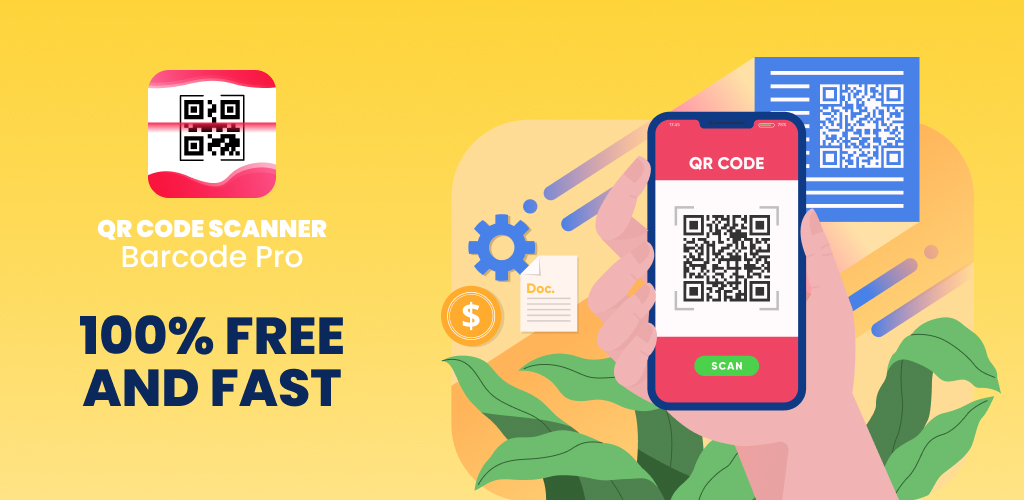 QR CODE SCANNER
Barcode Pro
100% FREE
AND FAST
$
Doc.
QR CODE
SCAN